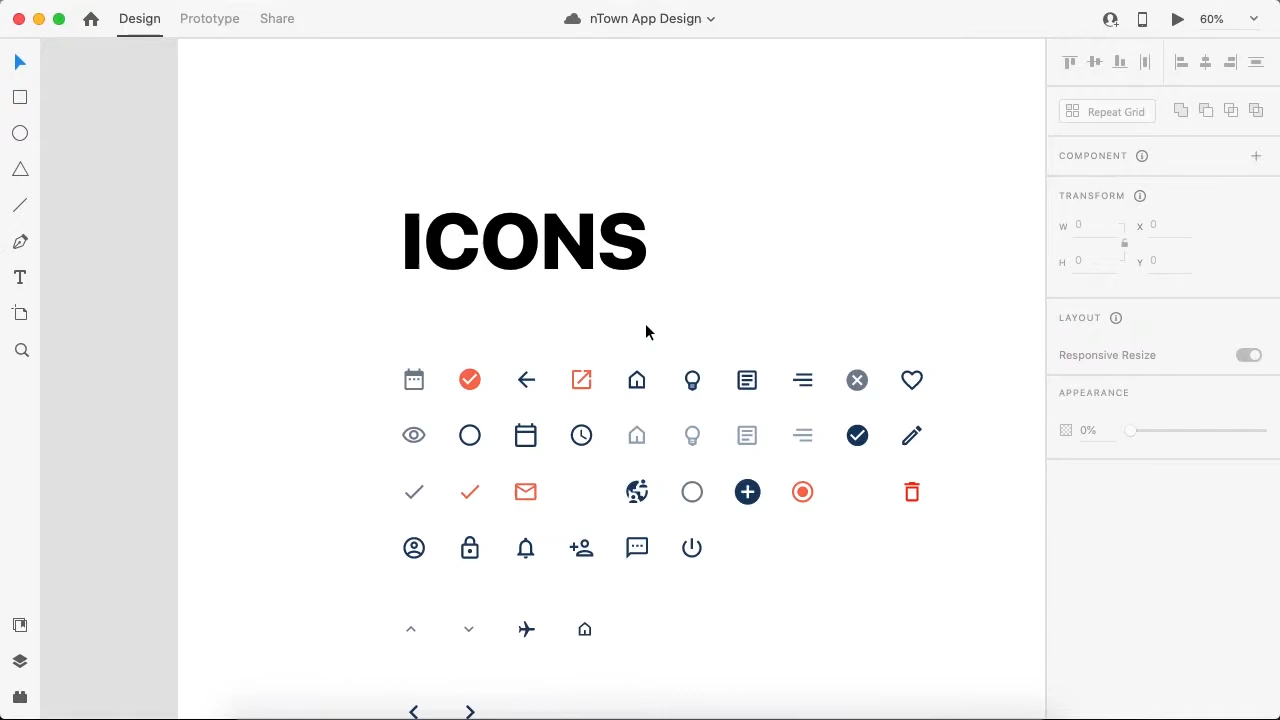 Design Prototype Share nTown App Design 60%
Repeat Grid
COMPONENT
TRANSFORM
W 0 X 0
H 0 Y 0
LAYOUT
Responsive Resize
APPEARANCE
0%
T
ICONS